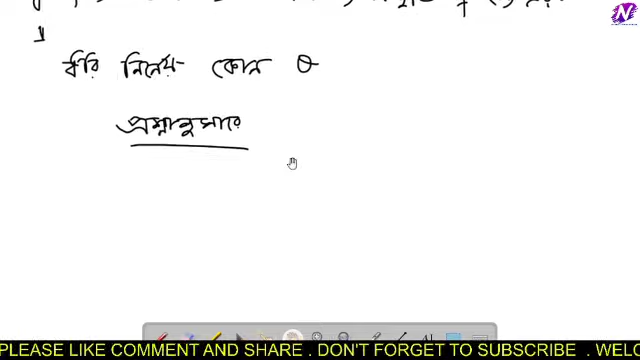 ধরি নির্নেয় কোন θ
প্রশ্নানুসারে
N
PLEASE LIKE COMMENT AND SHARE . DON'T FORGET TO SUBSCRIBE . WELC